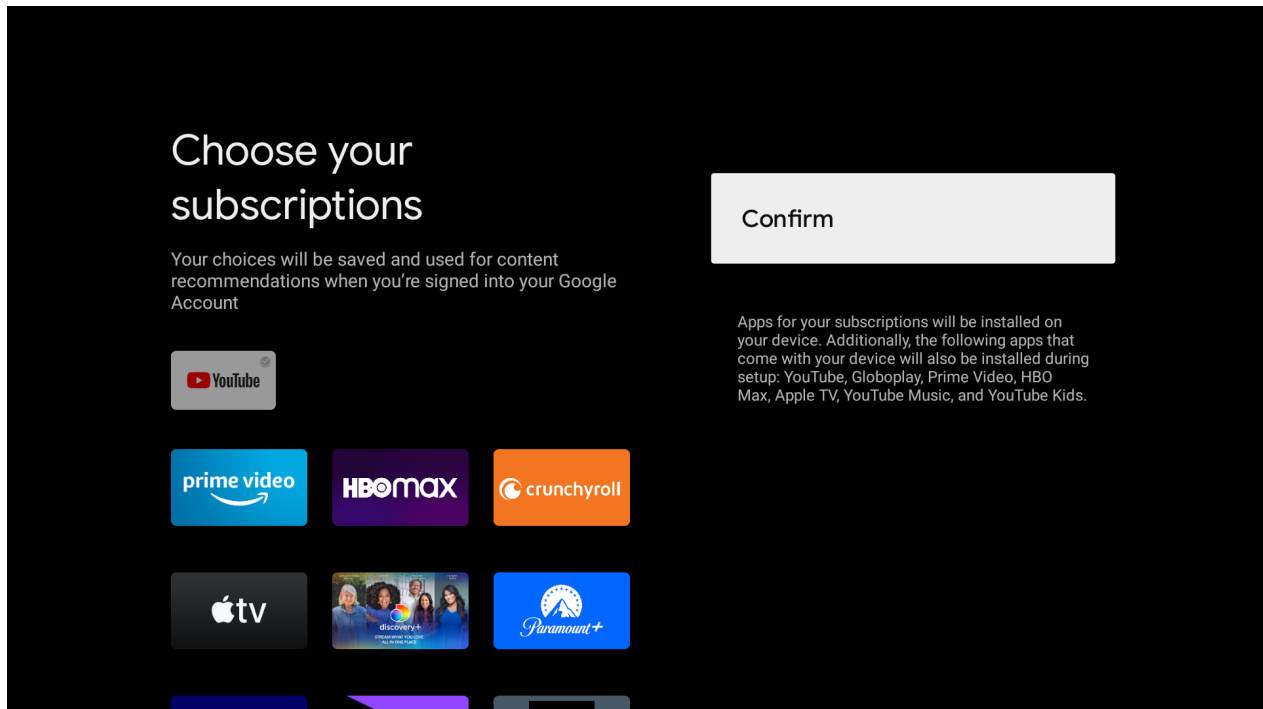 Choose your
subscriptions
Your choices will be saved and used for content
recommendations when you’re signed into your Google
Account
YouTube
prime video
HBOmax
crunchyroll
tv
discovery+
STREAM WHAT YOU LOVE
ALL IN ONE PLACE
Paramount+
Confirm
Apps for your subscriptions will be installed on
your device. Additionally, the following apps that
come with your device will also be installed during
setup: YouTube, Globoplay, Prime Video, HBO
Max, Apple TV, YouTube Music, and YouTube Kids.